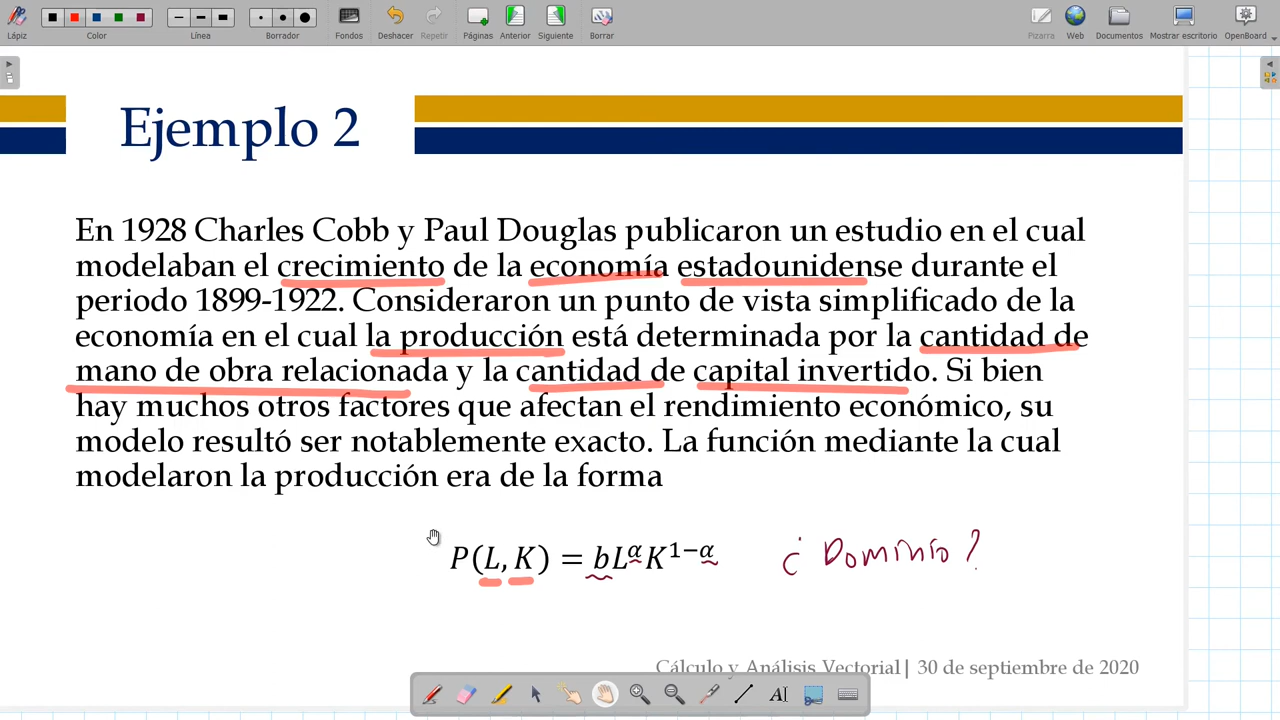 Lápiz
Color
Línea
Borrador
Fondos
Deshacer
Repetir
Páginas
Anterior
Siguiente
Borrar
Pizarra
Web
Documentos
Mostrar escritorio
OpenBoard
Ejemplo 2
En 1928 Charles Cobb y Paul Douglas publicaron un estudio en el cual
modelaban el crecimiento de la economía estadounidense durante el
periodo 1899-1922. Consideraron un punto de vista simplificado de la
economía en el cual la producción está determinada por la cantidad de
mano de obra relacionada y la cantidad de capital invertido. Si bien
hay muchos otros factores que afectan el rendimiento económico, su
modelo resultó ser notablemente exacto. La función mediante la cual
modelaron la producción era de la forma
P(L, K) = bL^α K^(1−α) ¿ Dominio ?
Cálculo y Análisis Vectorial| 30 de septiembre de 2020